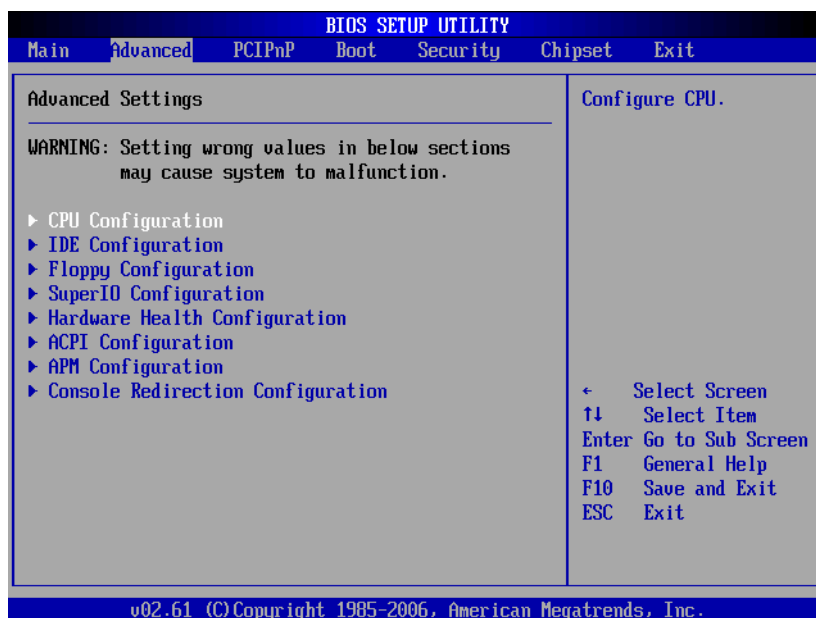 BIOS SETUP UTILITY
Main Advanced PCIPnP Boot Security Chipset Exit
Advanced Settings
WARNING: Setting wrong values in below sections
may cause system to malfunction.
▶ CPU Configuration
▶ IDE Configuration
▶ Floppy Configuration
▶ SuperIO Configuration
▶ Hardware Health Configuration
▶ ACPI Configuration
▶ APM Configuration
▶ Console Redirection Configuration
Configure CPU.
← Select Screen
↑↓ Select Item
Enter Go to Sub Screen
F1 General Help
F10 Save and Exit
ESC Exit
v02.61 (C)Copyright 1985-2006, American Megatrends, Inc.